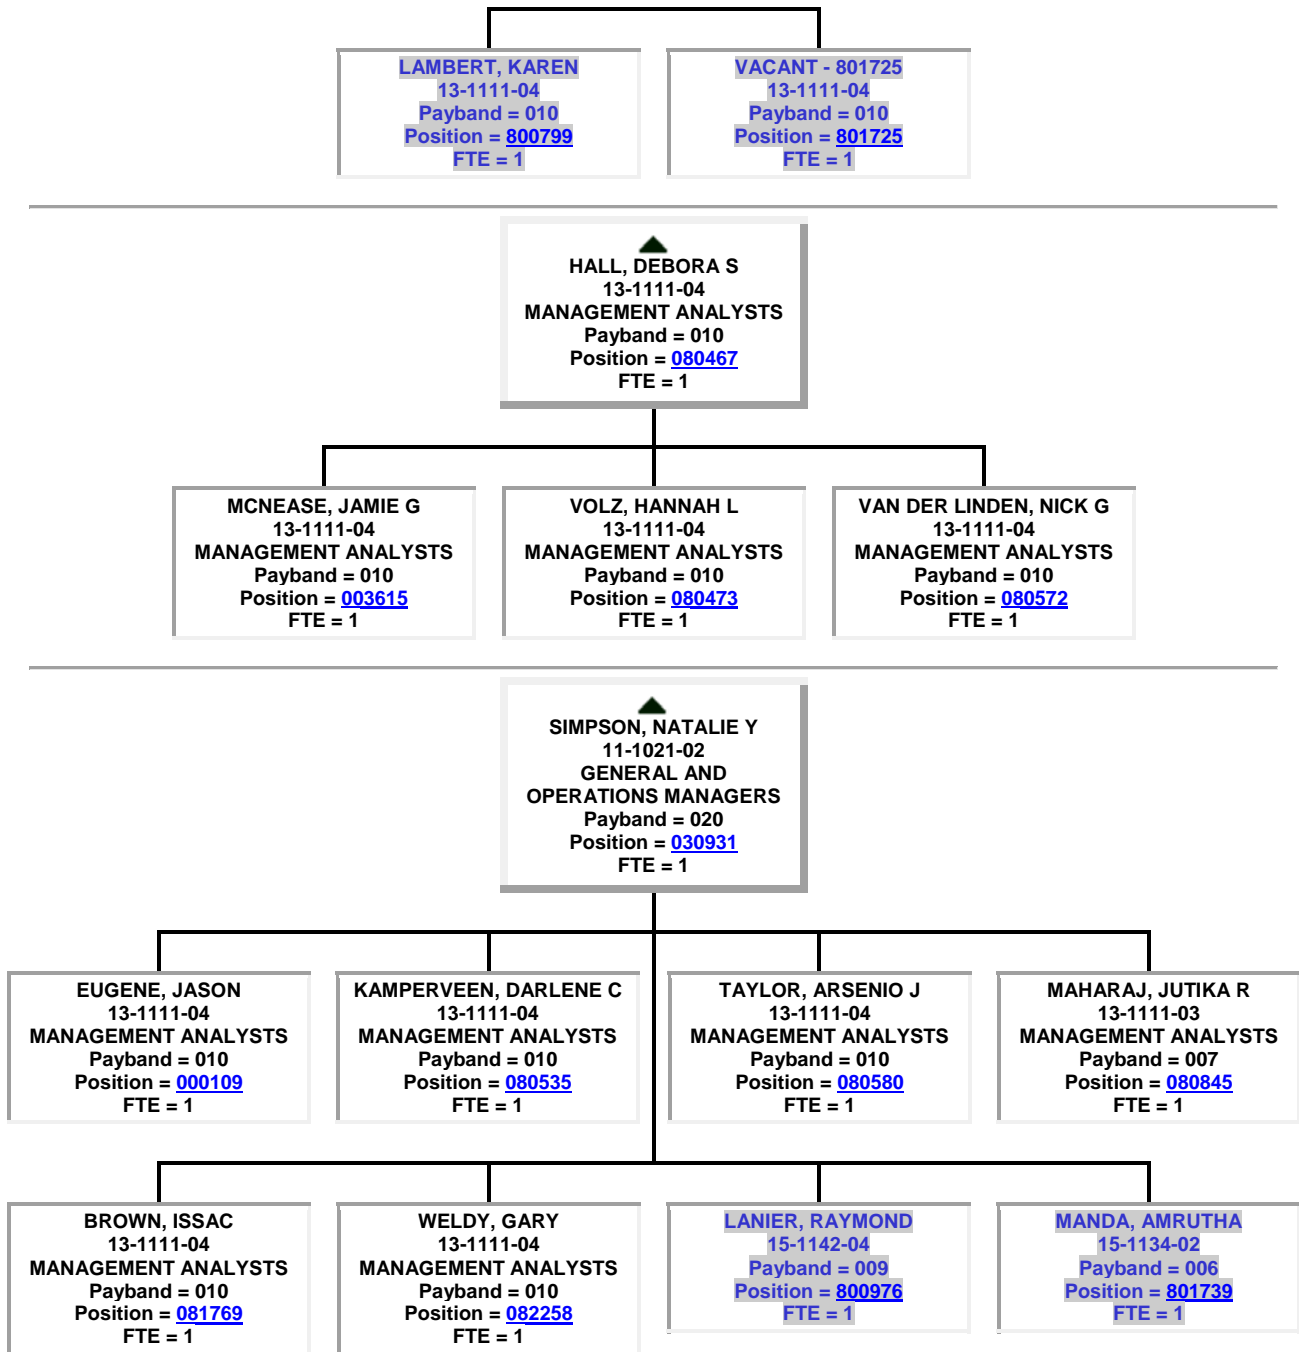 LAMBERT, KAREN
13-1111-04
Payband = 010
Position = 800799
FTE = 1
VACANT - 801725
13-1111-04
Payband = 010
Position = 801725
FTE = 1
HALL, DEBORA S
13-1111-04
MANAGEMENT ANALYSTS
Payband = 010
Position = 080467
FTE = 1
MCNEASE, JAMIE G
13-1111-04
MANAGEMENT ANALYSTS
Payband = 010
Position = 003615
FTE = 1
VOLZ, HANNAH L
13-1111-04
MANAGEMENT ANALYSTS
Payband = 010
Position = 080473
FTE = 1
VAN DER LINDEN, NICK G
13-1111-04
MANAGEMENT ANALYSTS
Payband = 010
Position = 080572
FTE = 1
SIMPSON, NATALIE Y
11-1021-02
GENERAL AND
OPERATIONS MANAGERS
Payband = 020
Position = 030931
FTE = 1
EUGENE, JASON
13-1111-04
MANAGEMENT ANALYSTS
Payband = 010
Position = 000109
FTE = 1
KAMPERVEEN, DARLENE C
13-1111-04
MANAGEMENT ANALYSTS
Payband = 010
Position = 080535
FTE = 1
TAYLOR, ARSENIO J
13-1111-04
MANAGEMENT ANALYSTS
Payband = 010
Position = 080580
FTE = 1
MAHARAJ, JUTIKA R
13-1111-03
MANAGEMENT ANALYSTS
Payband = 007
Position = 080845
FTE = 1
BROWN, ISSAC
13-1111-04
MANAGEMENT ANALYSTS
Payband = 010
Position = 081769
FTE = 1
WELDY, GARY
13-1111-04
MANAGEMENT ANALYSTS
Payband = 010
Position = 082258
FTE = 1
LANIER, RAYMOND
15-1142-04
Payband = 009
Position = 800976
FTE = 1
MANDA, AMRUTHA
15-1134-02
Payband = 006
Position = 801739
FTE = 1